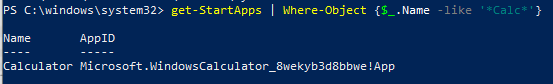 PS C:\windows\system32> get-StartApps | Where-Object {$_.Name -like '*Calc*'}
Name       AppID
----       -----
Calculator Microsoft.WindowsCalculator_8wekyb3d8bbwe!App